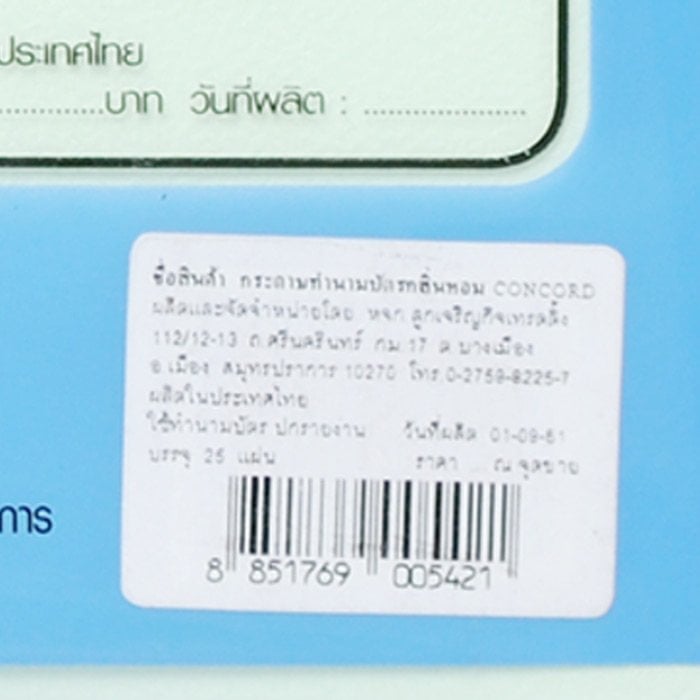 ประเทศไทย
บาท วันที่ผลิต :
ชื่อสินค้า กระดาษทำนามบัตรกลิ่นหอม CONCORD
ผลิตและจัดจำหน่ายโดย หจก.ลูกเจริญกิจเทรดดิ้ง
112/12-13 ถ.ศรีนครินทร์ กม.17 ต.บางเมือง
อ.เมือง สมุทรปราการ 10270 โทร.0-2759-8225-7
ผลิตในประเทศไทย
ใช้ทำนามบัตร ปกรายงาน วันที่ผลิต 01-09-61
บรรจุ 25 แผ่น ราคา ... ณ จุดขาย
การ
8 851769 005421